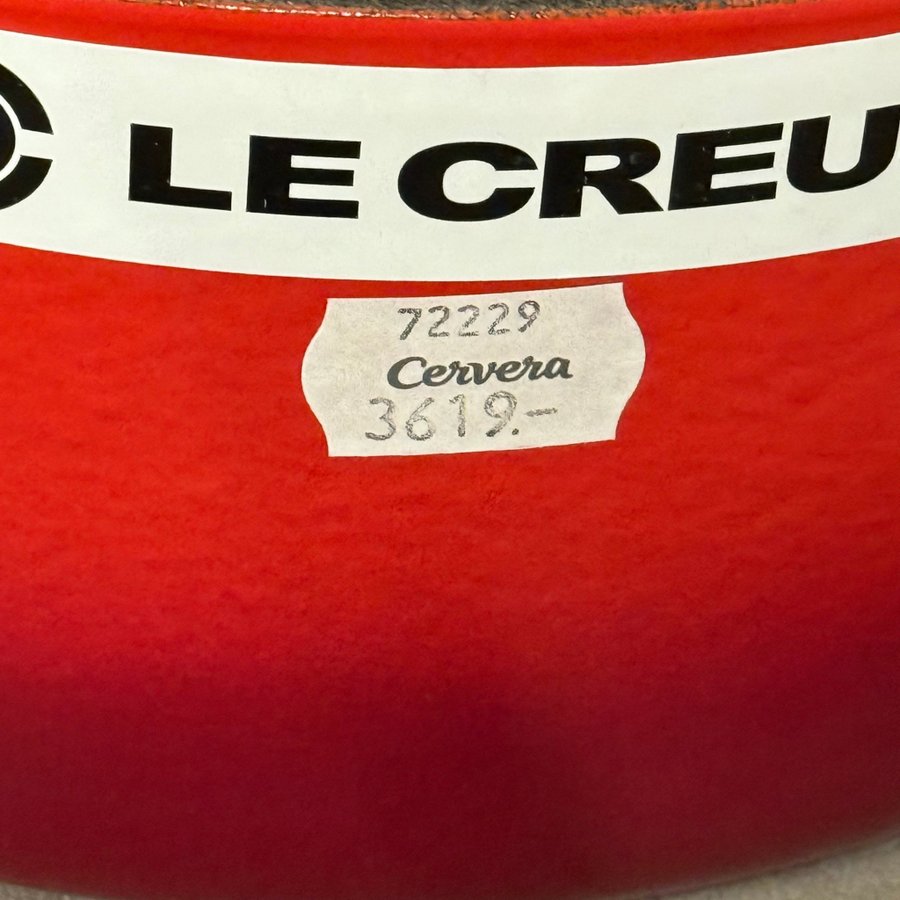 LE CREU
72229
Cervera
3619.-